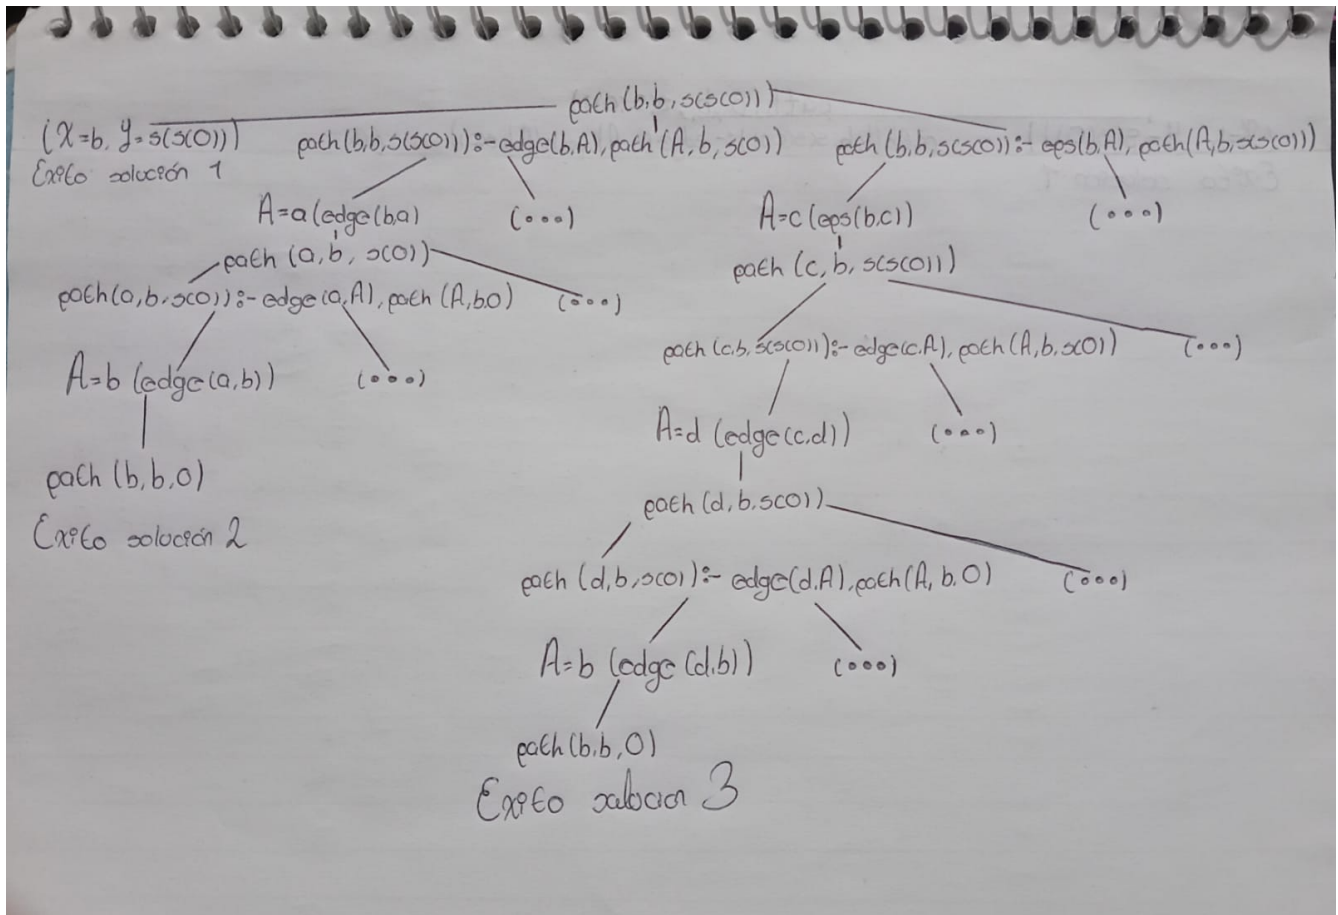 path(b,b,s(s(0)))
(X=b, Y=s(s(0))) path(b,b,s(s(0))):-edge(b,A),path(A,b,s(0)) path(b,b,s(s(0)):- eps(b,A), path(A,b,s(s(0)))
Exito solución 1
A=a(edge(b,a) (...) A=c(eps(b,c)) (...)
path (a,b,s(0)) path (c,b,s(s(0)))
path(a,b,s(0)):-edge(a,A),path(A,b,0) (...)
path(c,b,s(s(0)):-edge(c,A), path(A,b,s(0)) (...)
A=b (edge(a,b)) (...)
A=d (edge(c,d)) (...)
path (b,b,0) path (d,b,s(0))
Exito solución 2
path (d,b,s(0)):- edge(d,A),path(A,b,0) (...)
A=b (edge(d,b)) (...)
path(b,b,0)
Exito solucion 3